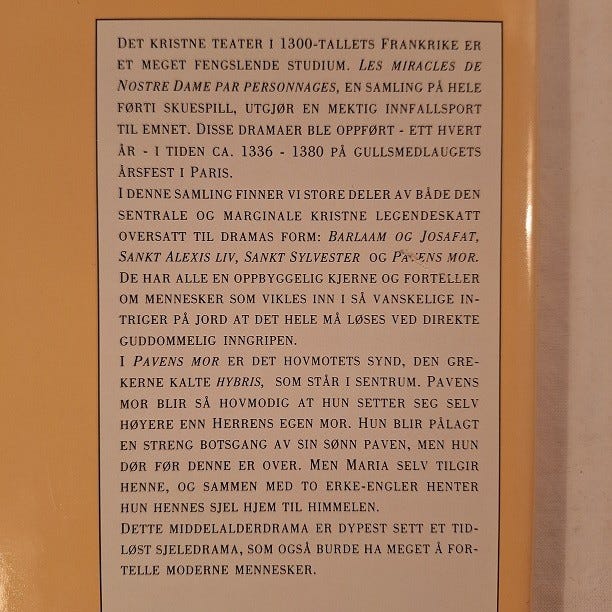 Det kristne teater i 1300-tallets Frankrike er
et meget fengslende studium. Les miracles de
Nostre Dame par personnages, en samling på hele
førti skuespill, utgjør en mektig innfallsport
til emnet. Disse dramaer ble oppført - ett hvert
år - i tiden ca. 1336 - 1380 på gullsmedlaugets
årsfest i Paris.
I denne samling finner vi store deler av både den
sentrale og marginale kristne legendeskatt
oversatt til dramas form: Barlaam og Josafat,
Sankt Alexis liv, Sankt Sylvester og Pavens mor.
De har alle en oppbyggelig kjerne og forteller
om mennesker som vikles inn i så vanskelige in-
triger på jord at det hele må løses ved direkte
guddommelig inngripen.
I Pavens mor er det hovmotets synd, den gre-
kerne kalte hybris, som står i sentrum. Pavens
mor blir så hovmodig at hun setter seg selv
høyere enn Herrens egen mor. Hun blir pålagt
en streng botsgang av sin sønn paven, men hun
dør før denne er over. Men Maria selv tilgir
henne, og sammen med to erke-engler henter
hun hennes sjel hjem til himmelen.
Dette middelalderdrama er dypest sett et tid-
løst sjeledrama, som også burde ha meget å for-
telle moderne mennesker.